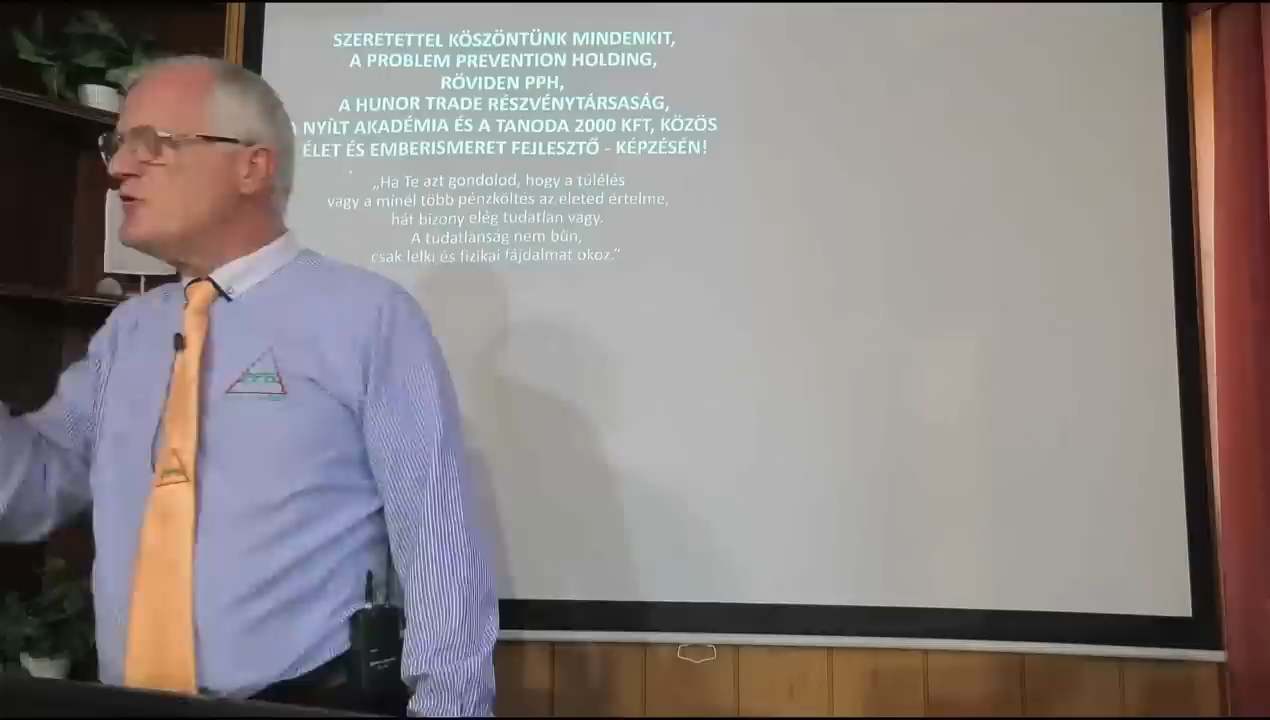 SZERETETTEL KÖSZÖNTÜNK MINDENKIT,
A PROBLEM PREVENTION HOLDING,
RÖVIDEN PPH,
A HUNOR TRADE RÉSZVÉNYTÁRSASÁG,
A NYÍLT AKADÉMIA ÉS A TANODA 2000 KFT, KÖZÖS
ÉLET ÉS EMBERISMERET FEJLESZTŐ - KÉPZÉSÉN!
„Ha Te azt gondolod, hogy a túlélés
vagy a minél több pénzköltés az életed értelme,
hát bizony elég tudatlan vagy.
A tudatlanság nem bűn,
csak lelki és fizikai fájdalmat okoz."